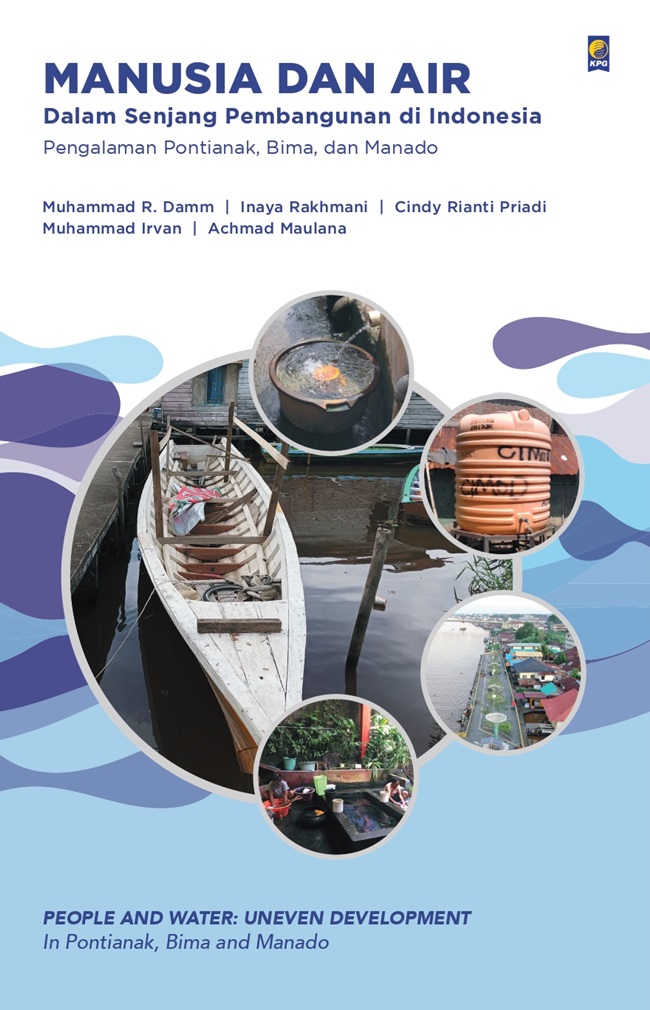 KPG
MANUSIA DAN AIR
Dalam Senjang Pembangunan di Indonesia
Pengalaman Pontianak, Bima, dan Manado
Muhammad R. Damm | Inaya Rakhmani | Cindy Rianti Priadi
Muhammad Irvan | Achmad Maulana
PEOPLE AND WATER: UNEVEN DEVELOPMENT
In Pontianak, Bima and Manado